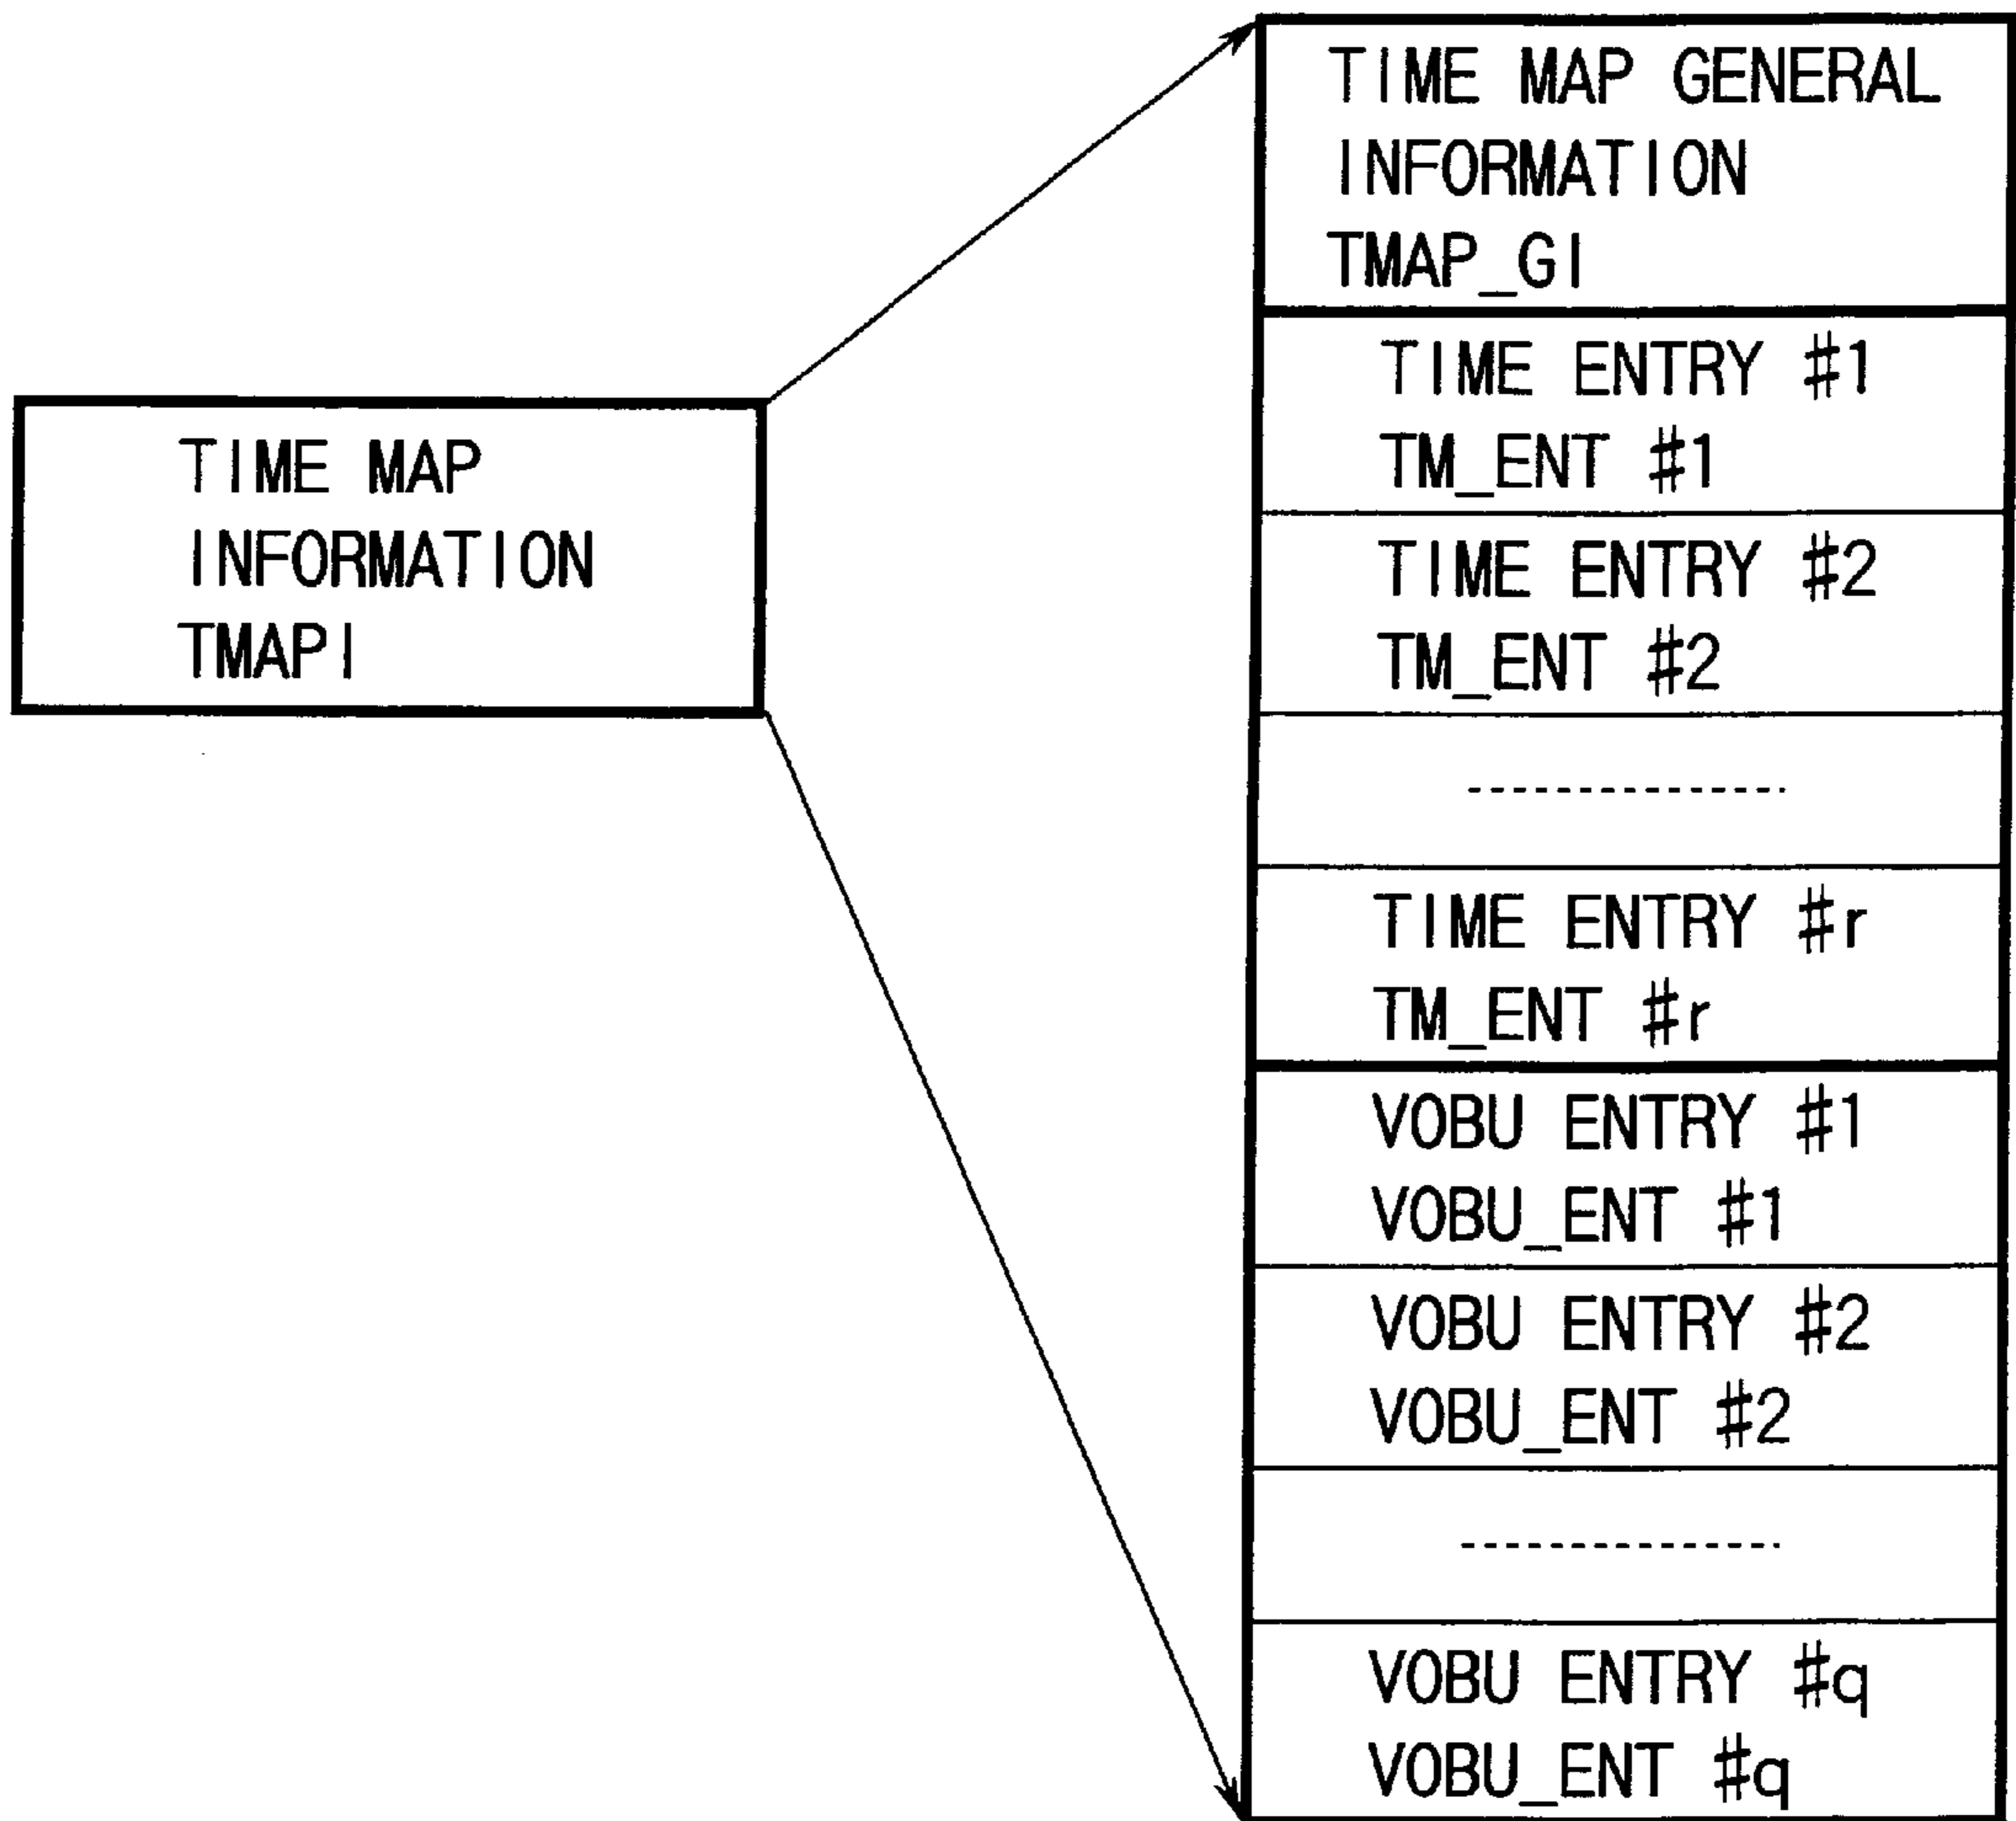 TIME MAP
INFORMATION
TMAPI
TIME MAP GENERAL
INFORMATION
TMAP_GI
TIME ENTRY #1
TM_ENT #1
TIME ENTRY #2
TM_ENT #2
TIME ENTRY #r
TM_ENT #r
VOBU ENTRY #1
VOBU_ENT #1
VOBU ENTRY #2
VOBU_ENT #2
VOBU ENTRY #q
VOBU_ENT #q